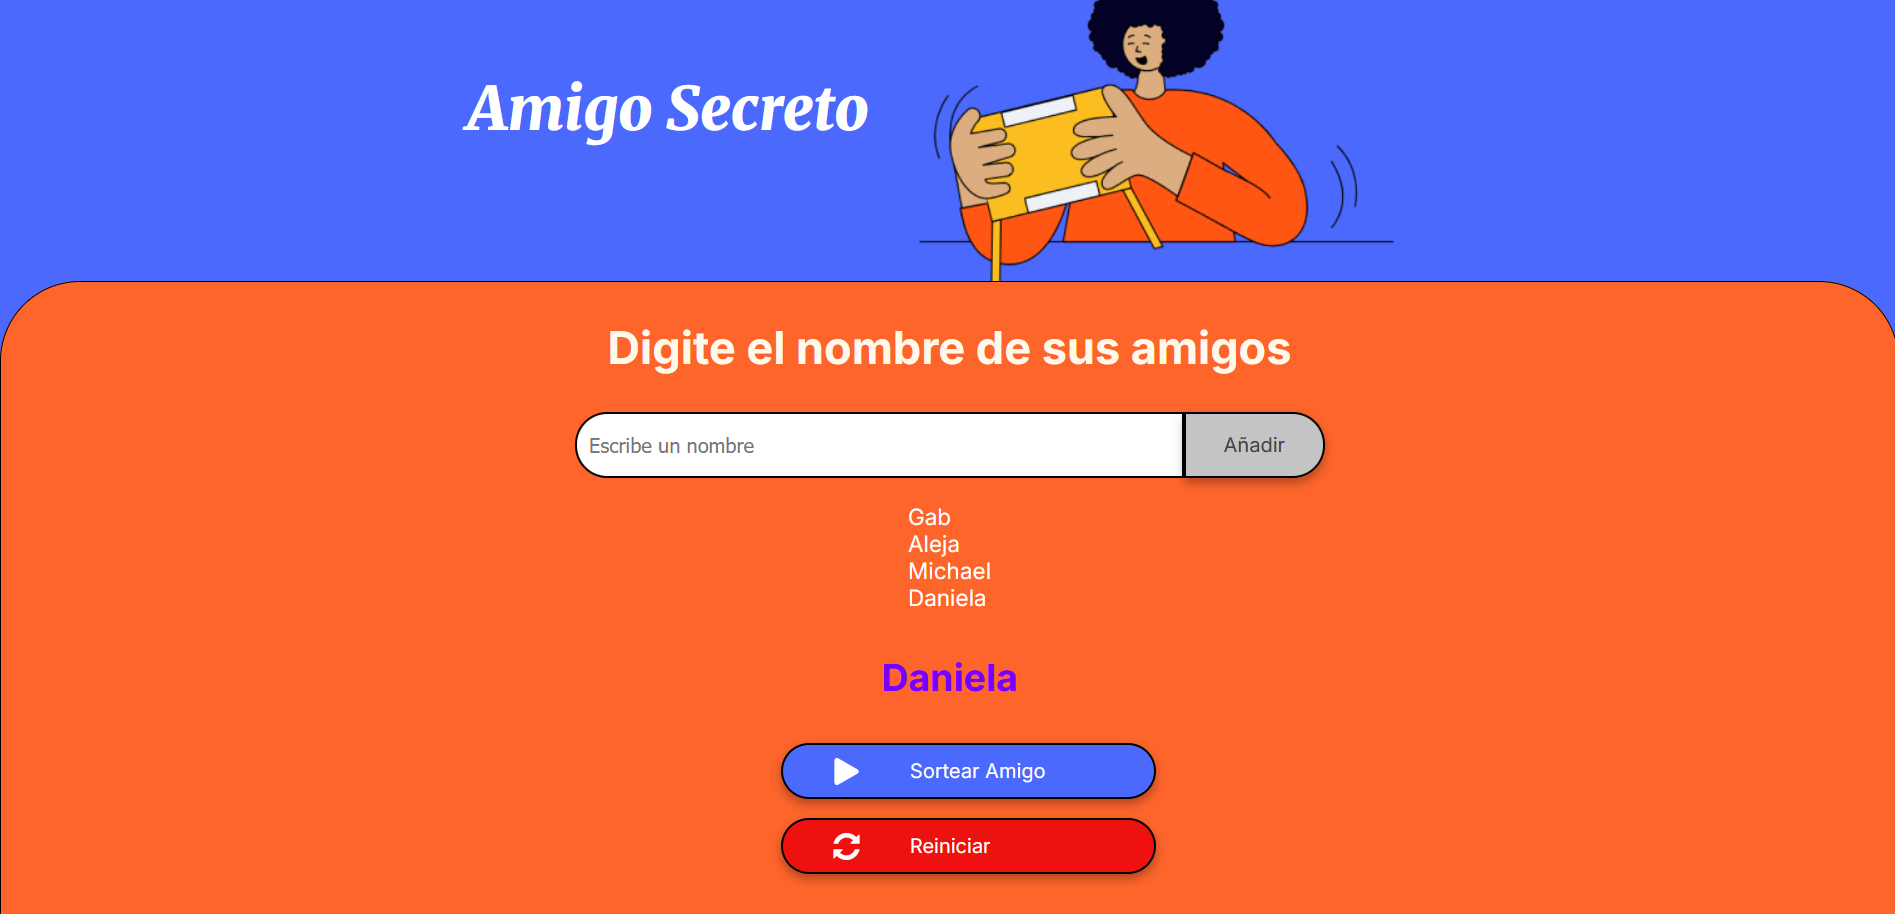 Amigo Secreto
Digite el nombre de sus amigos
Escribe un nombre
Añadir
Gab
Aleja
Michael
Daniela
Daniela
Sortear Amigo
Reiniciar